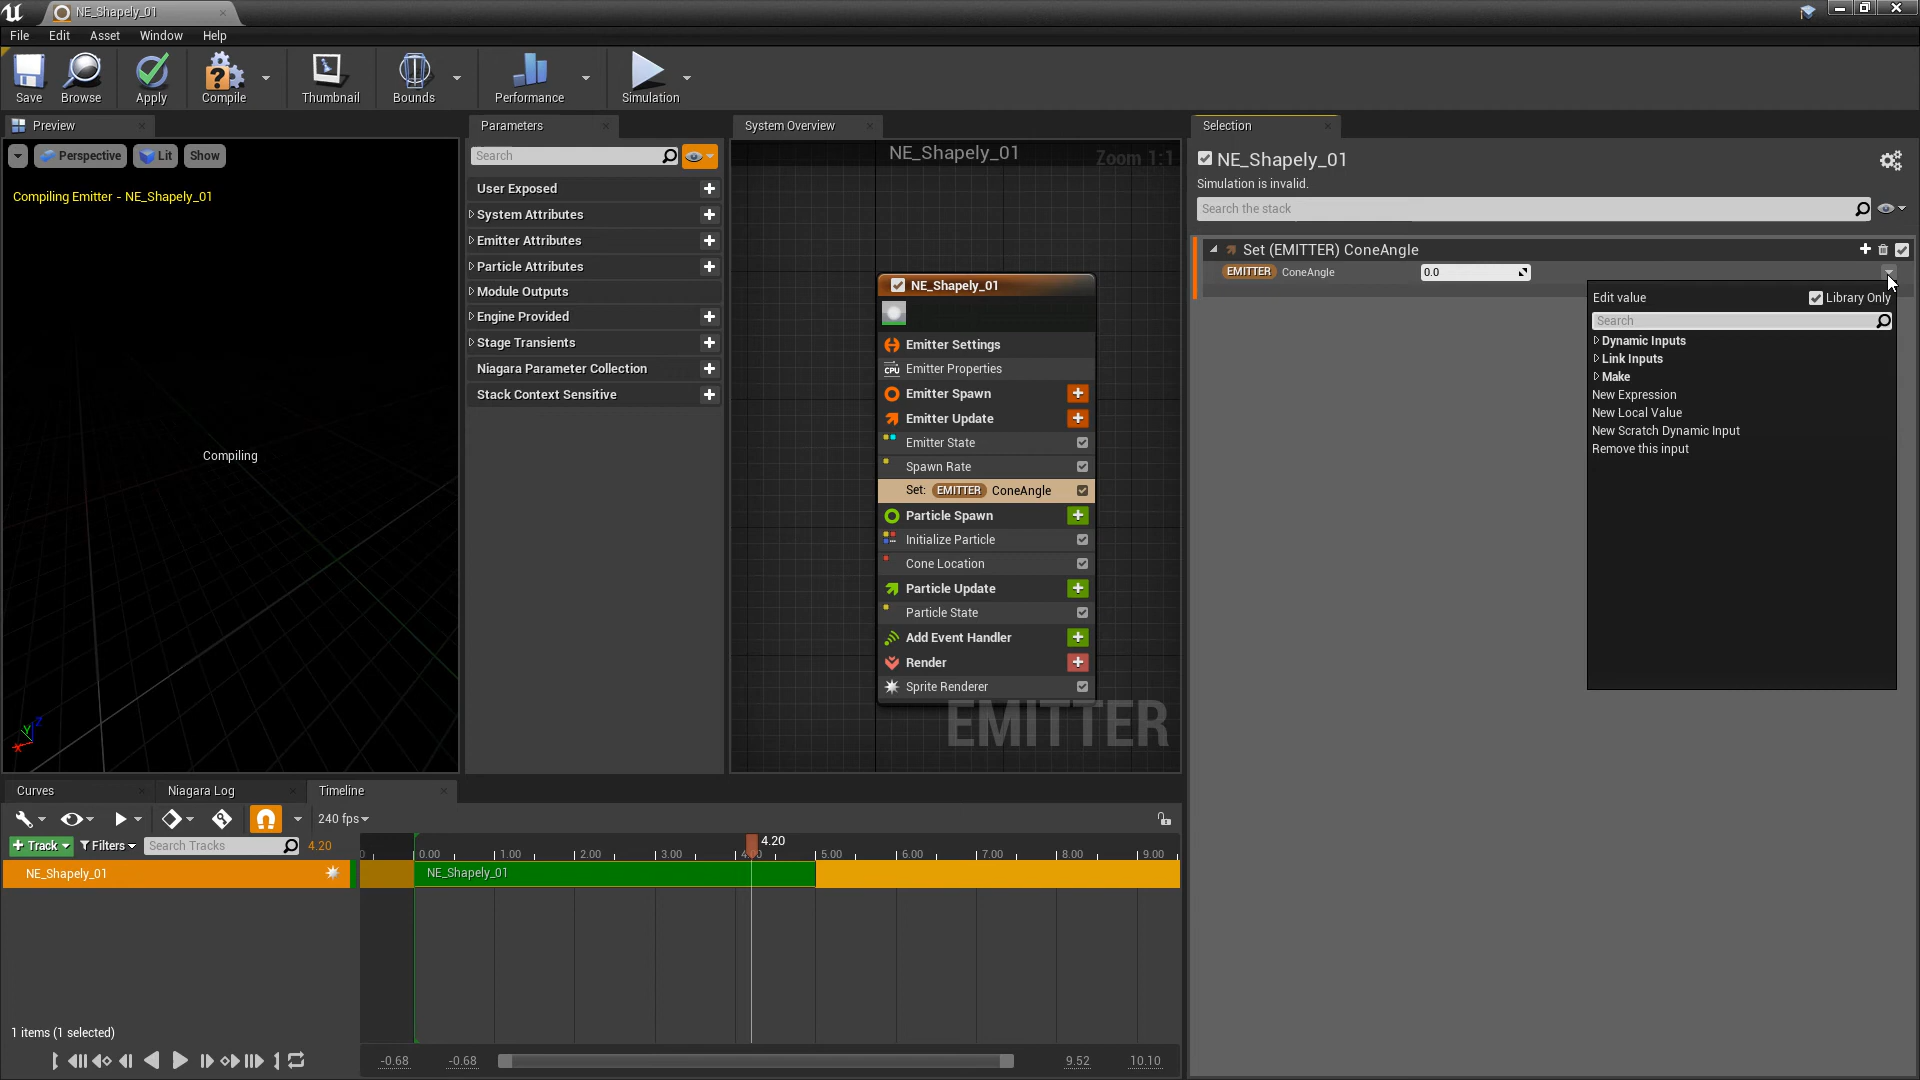 NE_Shapely_01
File Edit Asset Window Help
Save Browse Apply Compile Thumbnail Bounds Performance Simulation
Preview
Perspective Lit Show
Compiling Emitter - NE_Shapely_01
Compiling
Z
Y
X
Parameters
Search
User Exposed
System Attributes
Emitter Attributes
Particle Attributes
Module Outputs
Engine Provided
Stage Transients
Niagara Parameter Collection
Stack Context Sensitive
System Overview
NE_Shapely_01
Zoom 1:1
NE_Shapely_01
Emitter Settings
CPU Emitter Properties
Emitter Spawn
Emitter Update
Emitter State
Spawn Rate
Set: EMITTER ConeAngle
Particle Spawn
Initialize Particle
Cone Location
Particle Update
Particle State
Add Event Handler
Render
Sprite Renderer
EMITTER
Selection
NE_Shapely_01
Simulation is invalid.
Search the stack
Set (EMITTER) ConeAngle
EMITTER ConeAngle 0.0
Edit value Library Only
Search
Dynamic Inputs
Link Inputs
Make
New Expression
New Local Value
New Scratch Dynamic Input
Remove this input
Curves Niagara Log Timeline
240 fps
+ Track Filters Search Tracks 4.20
4.20
0 0.00 1.00 2.00 3.00 5.00 6.00 7.00 8.00 9.00
NE_Shapely_01
NE_Shapely_01
1 items (1 selected)
-0.68 -0.68 9.52 10.10